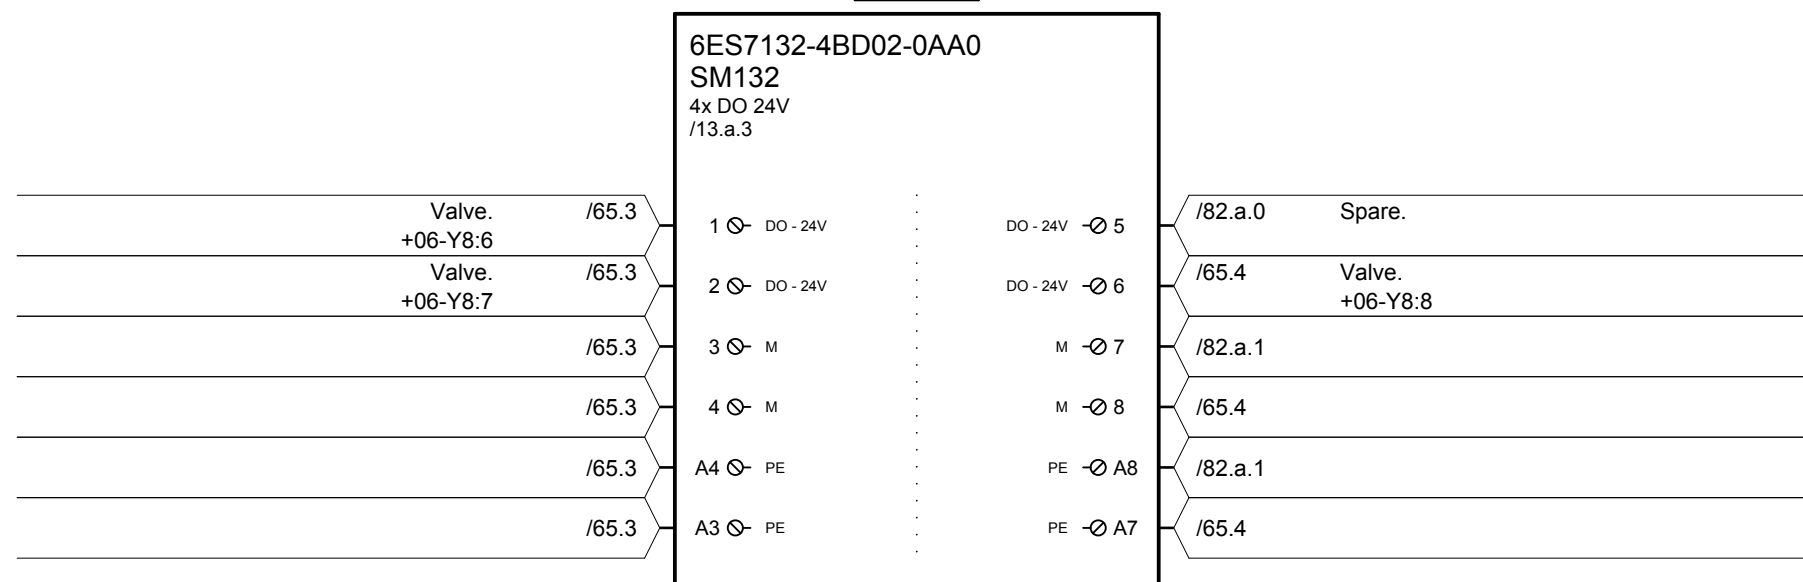 6ES7132-4BD02-0AA0
SM132
4x DO 24V
/13.a.3
Valve. /65.3 1 DO - 24V DO - 24V 5 /82.a.0 Spare.
+06-Y8:6
Valve. /65.3 2 DO - 24V DO - 24V 6 /65.4 Valve.
+06-Y8:7 +06-Y8:8
/65.3 3 M M 7 /82.a.1
/65.3 4 M M 8 /65.4
/65.3 A4 PE PE A8 /82.a.1
/65.3 A3 PE PE A7 /65.4